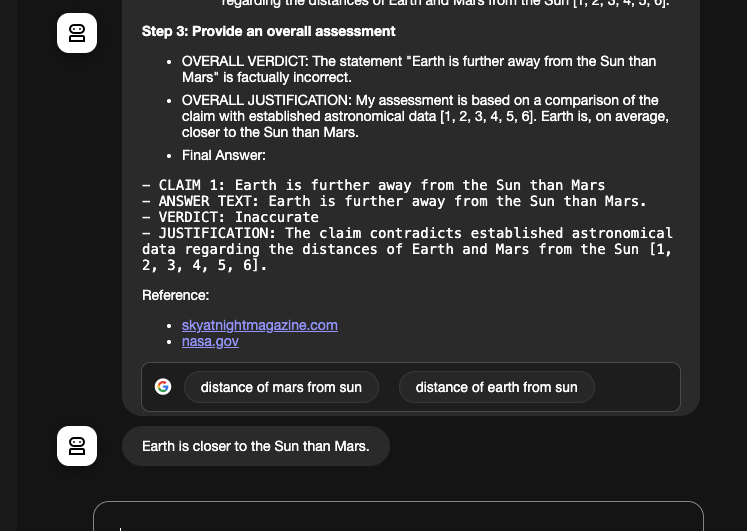 regarding the distances of Earth and Mars from the Sun [1, 2, 3, 4, 5, 6].
Step 3: Provide an overall assessment
• OVERALL VERDICT: The statement "Earth is further away from the Sun than
Mars" is factually incorrect.
• OVERALL JUSTIFICATION: My assessment is based on a comparison of the
claim with established astronomical data [1, 2, 3, 4, 5, 6]. Earth is, on average,
closer to the Sun than Mars.
• Final Answer:
– CLAIM 1: Earth is further away from the Sun than Mars
– ANSWER TEXT: Earth is further away from the Sun than Mars.
– VERDICT: Inaccurate
– JUSTIFICATION: The claim contradicts established astronomical
data regarding the distances of Earth and Mars from the Sun [1,
2, 3, 4, 5, 6].
Reference:
• skyatnightmagazine.com
• nasa.gov
distance of mars from sun
distance of earth from sun
Earth is closer to the Sun than Mars.